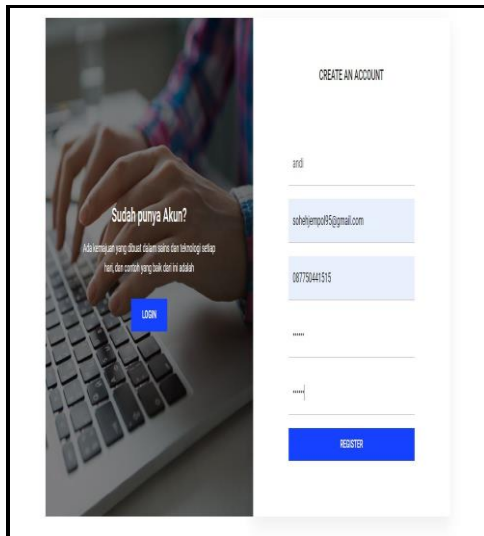 Sudah punya Akun?
Ada kemajuan yang dibuat dalam sains dan teknologi setiap
hari, dan contoh yang baik dari ini adalah
LOGIN
CREATE AN ACCOUNT
andi
sohehjempol95@gmail.com
087750441515
••••••
••••••
REGISTER